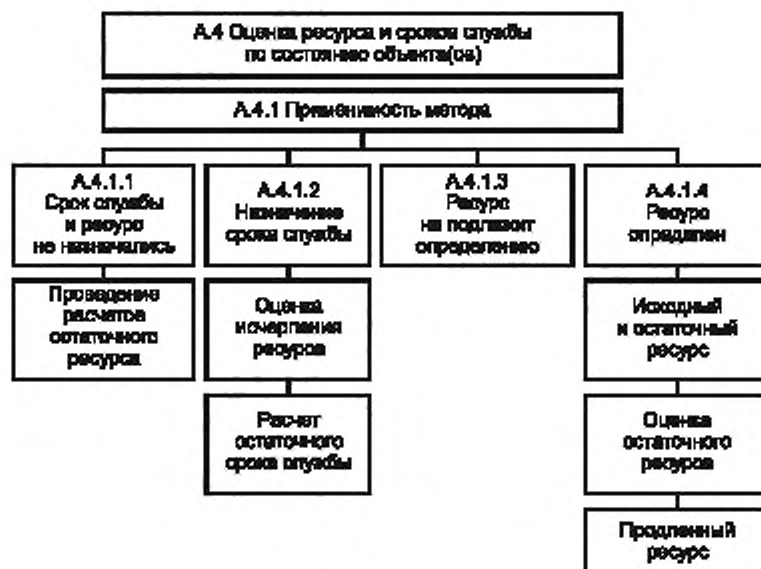 А.4 Оценка ресурса и сроков службы
по состоянию объекта(ов)
А.4.1 Применимость метода
А.4.1.1
Срок службы
и ресурс
не назначались
Проведение
расчетов
остаточного
ресурса
А.4.1.2
Назначение
срока службы
Оценка
исчерпания
ресурсов
Расчет
остаточного
срока службы
А.4.1.3
Ресурс
не подлежит
определению
А.4.1.4
Ресурс
определен
Исходный
и остаточный
ресурс
Оценка
остаточного
ресурсов
Продленный
ресурс